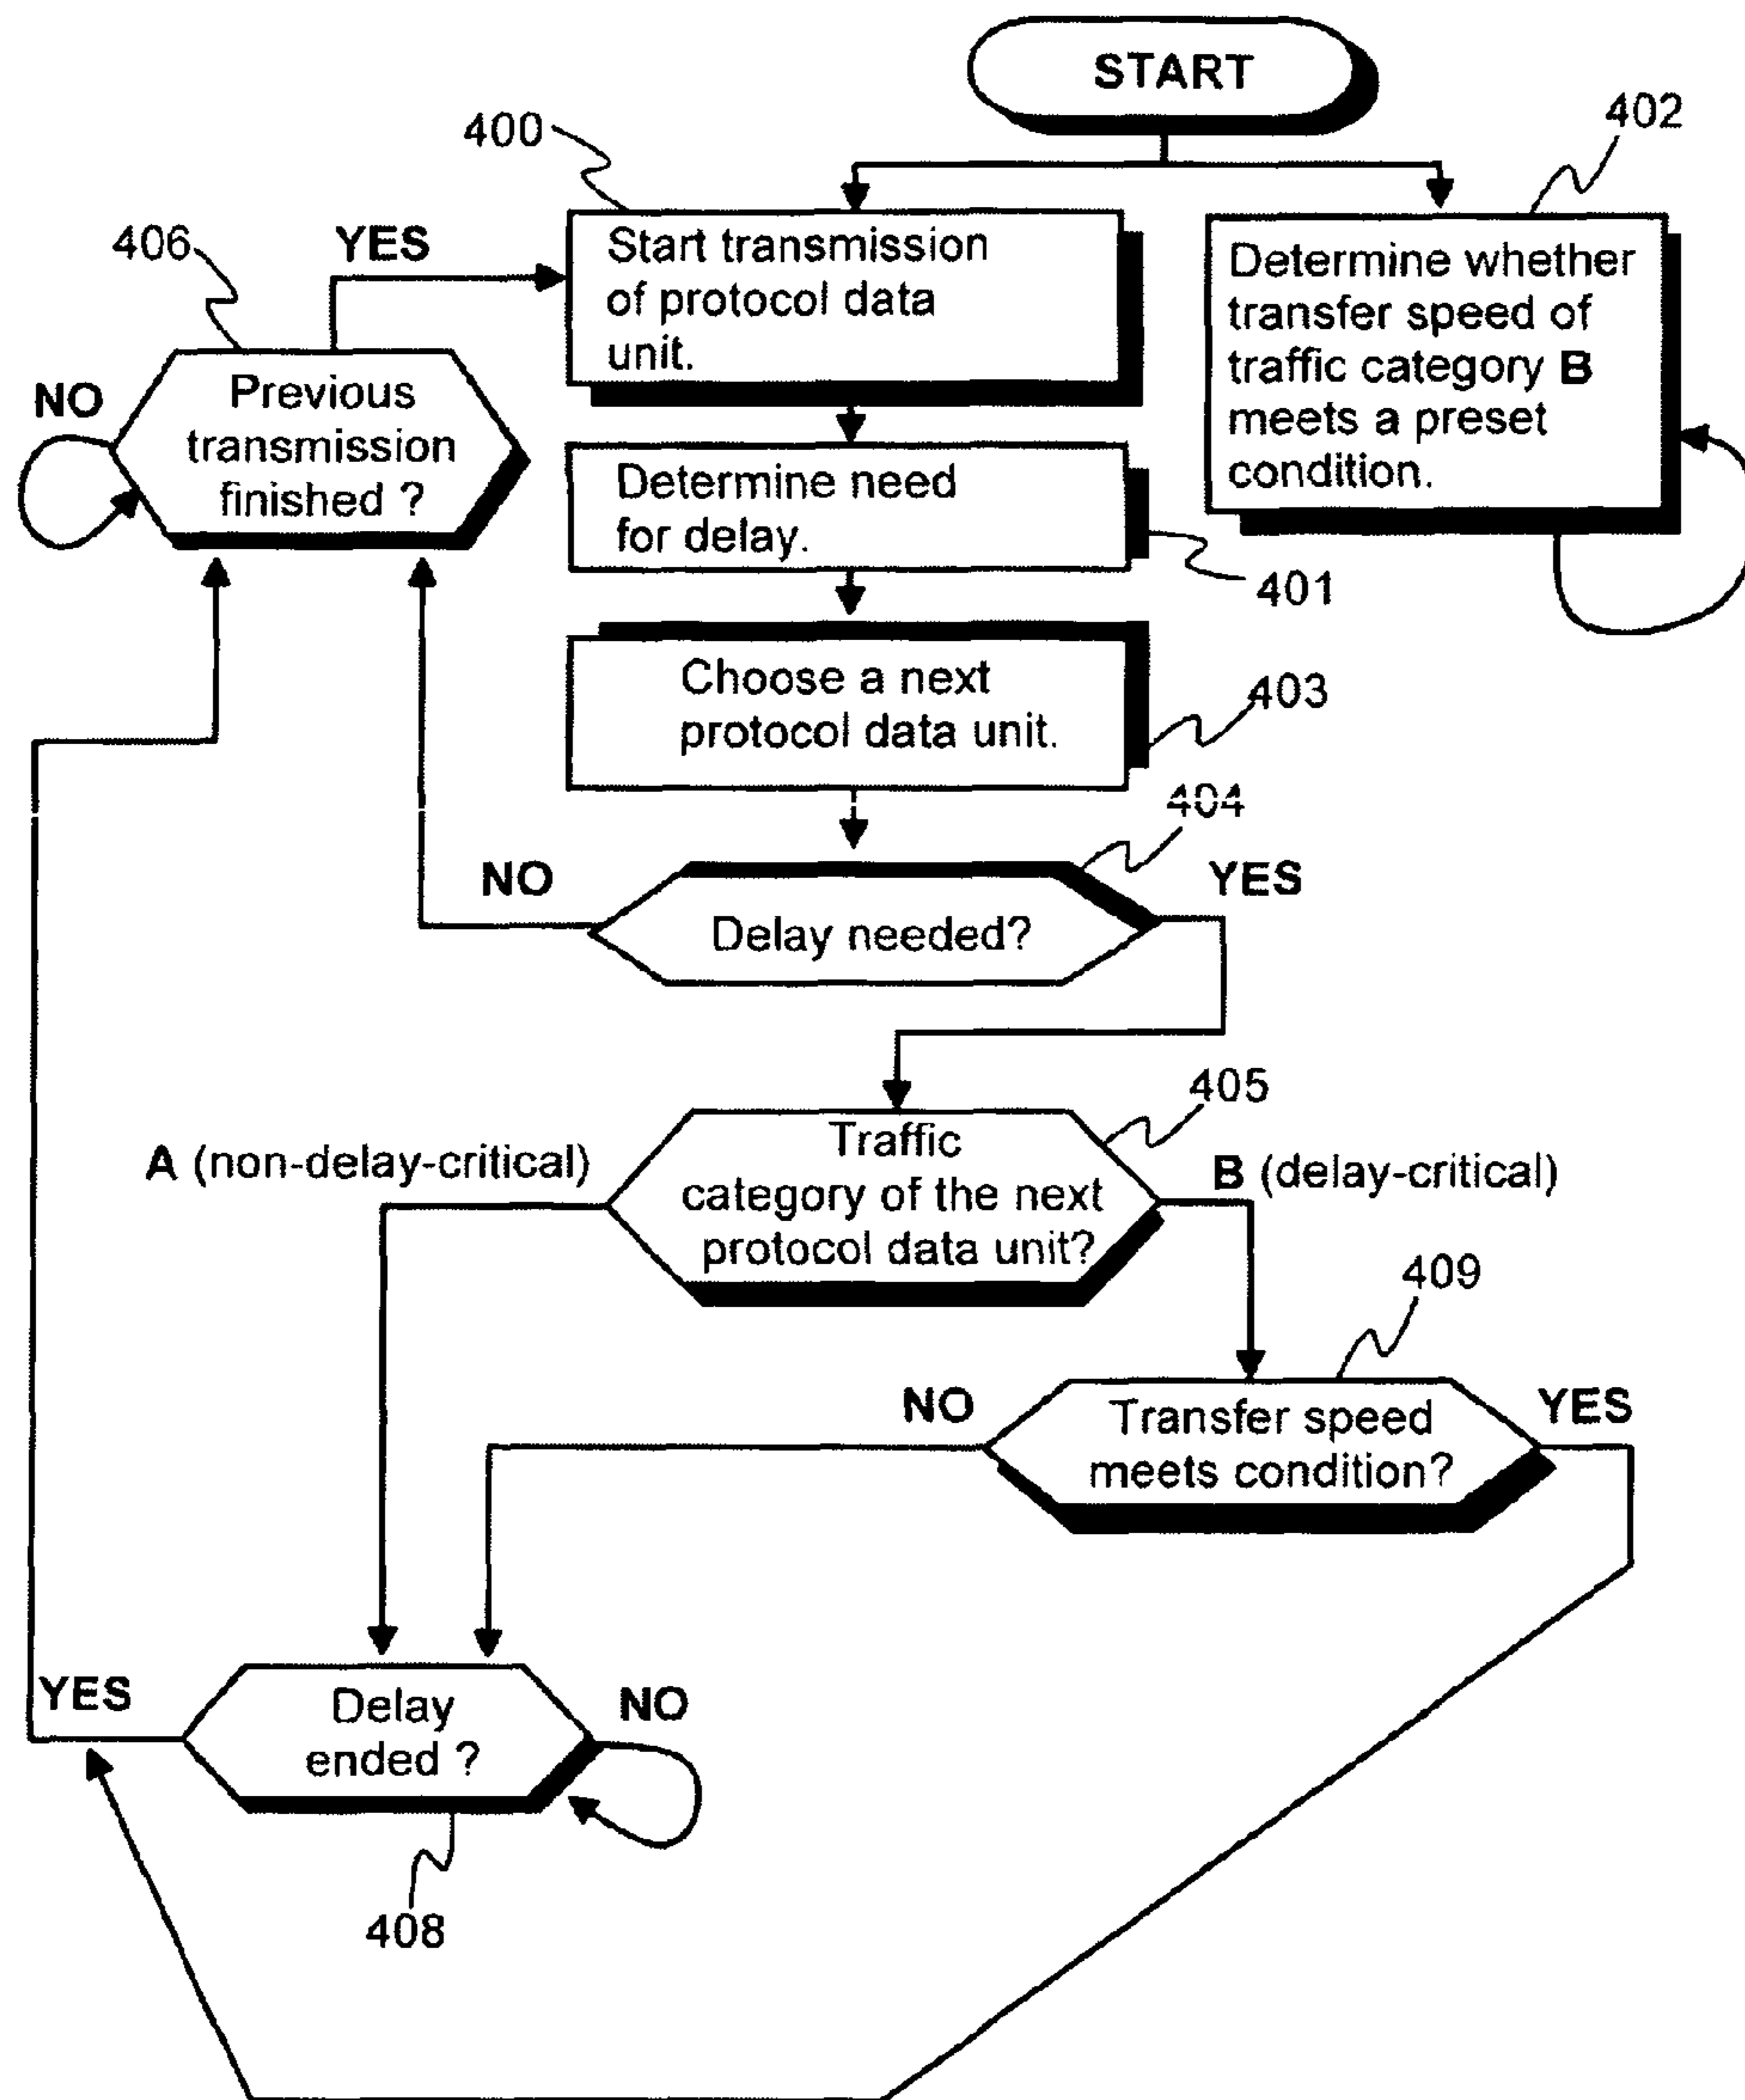 START
400
402
406
YES
Start transmission
of protocol data
unit.
Determine whether
transfer speed of
traffic category B
meets a preset
condition.
NO
Previous
transmission
finished ?
Determine need
for delay.
401
Choose a next
protocol data unit.
403
404
NO
YES
Delay needed?
405
A (non-delay-critical)
Traffic
category of the next
protocol data unit?
B (delay-critical)
409
NO
YES
Transfer speed
meets condition?
YES
Delay
ended ?
NO
408